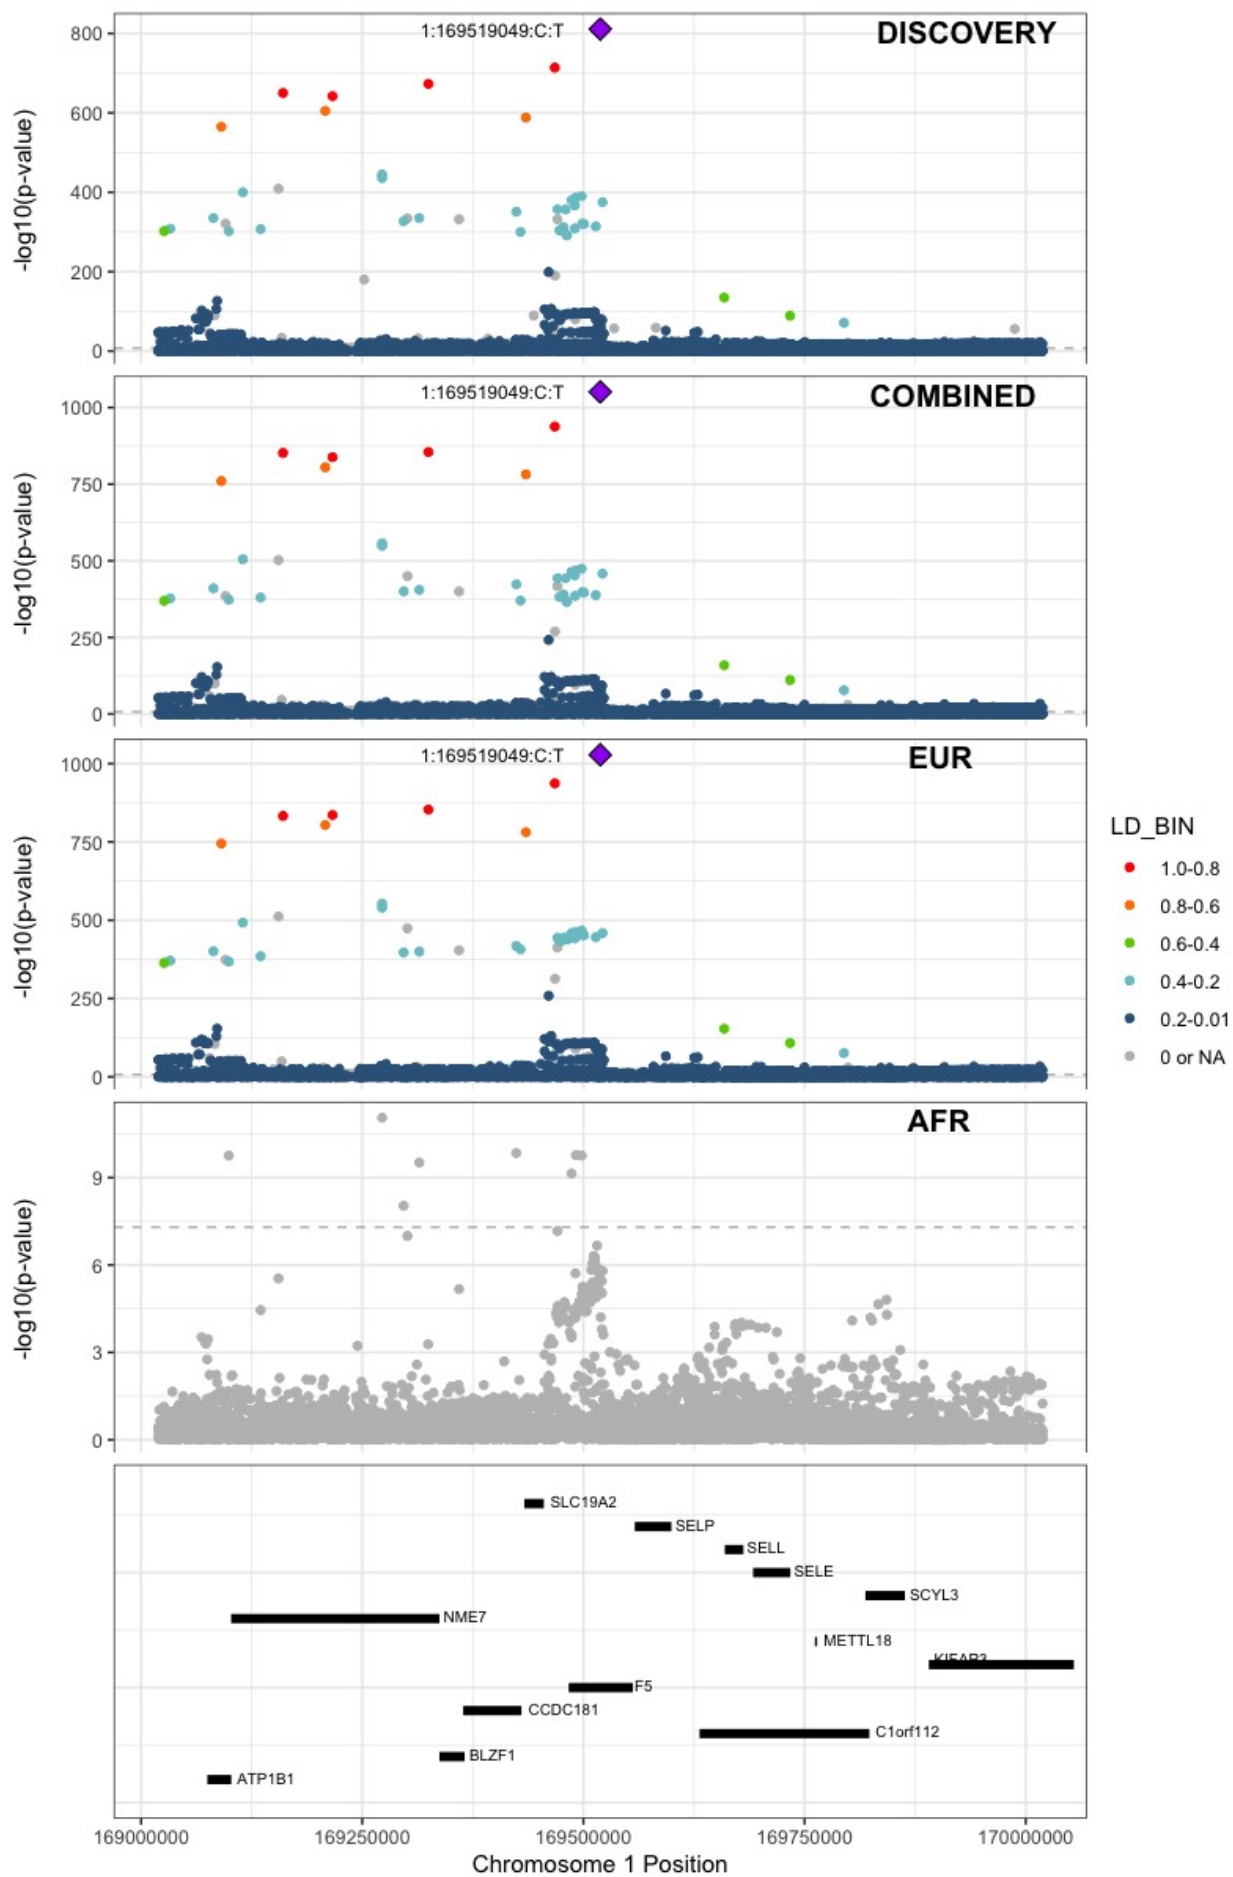 1:169519049:C:T
DISCOVERY
800
600
400
200
0
-log10(p-value)
1:169519049:C:T
COMBINED
1000
750
500
250
0
-log10(p-value)
1:169519049:C:T
EUR
1000
750
500
250
0
-log10(p-value)
LD_BIN
1.0-0.8
0.8-0.6
0.6-0.4
0.4-0.2
0.2-0.01
0 or NA
AFR
9
6
3
0
-log10(p-value)
SLC19A2
SELP
SELL
SELE
SCYL3
NME7
METTL18
F5
CCDC181
C1orf112
BLZF1
ATP1B1
169000000 169250000 169500000 169750000 170000000
Chromosome 1 Position